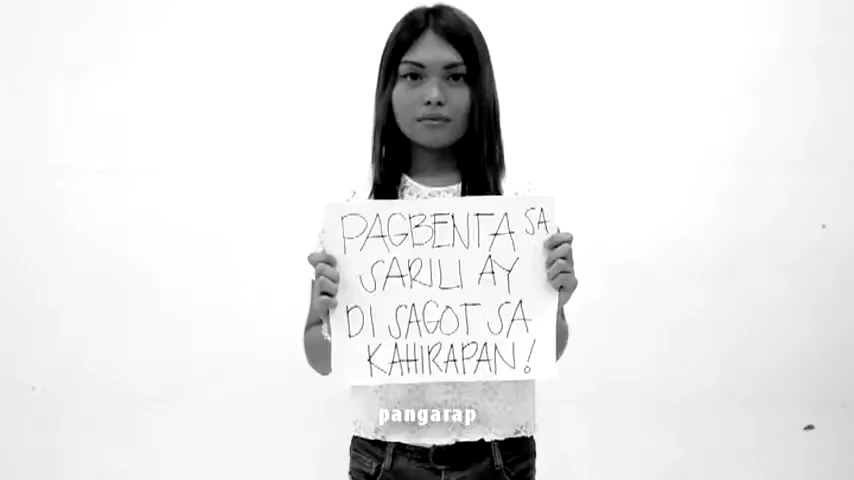 PAGBENTA SA
SARILI AY
DI SAGOT SA
KAHIRAPAN!
pangarap